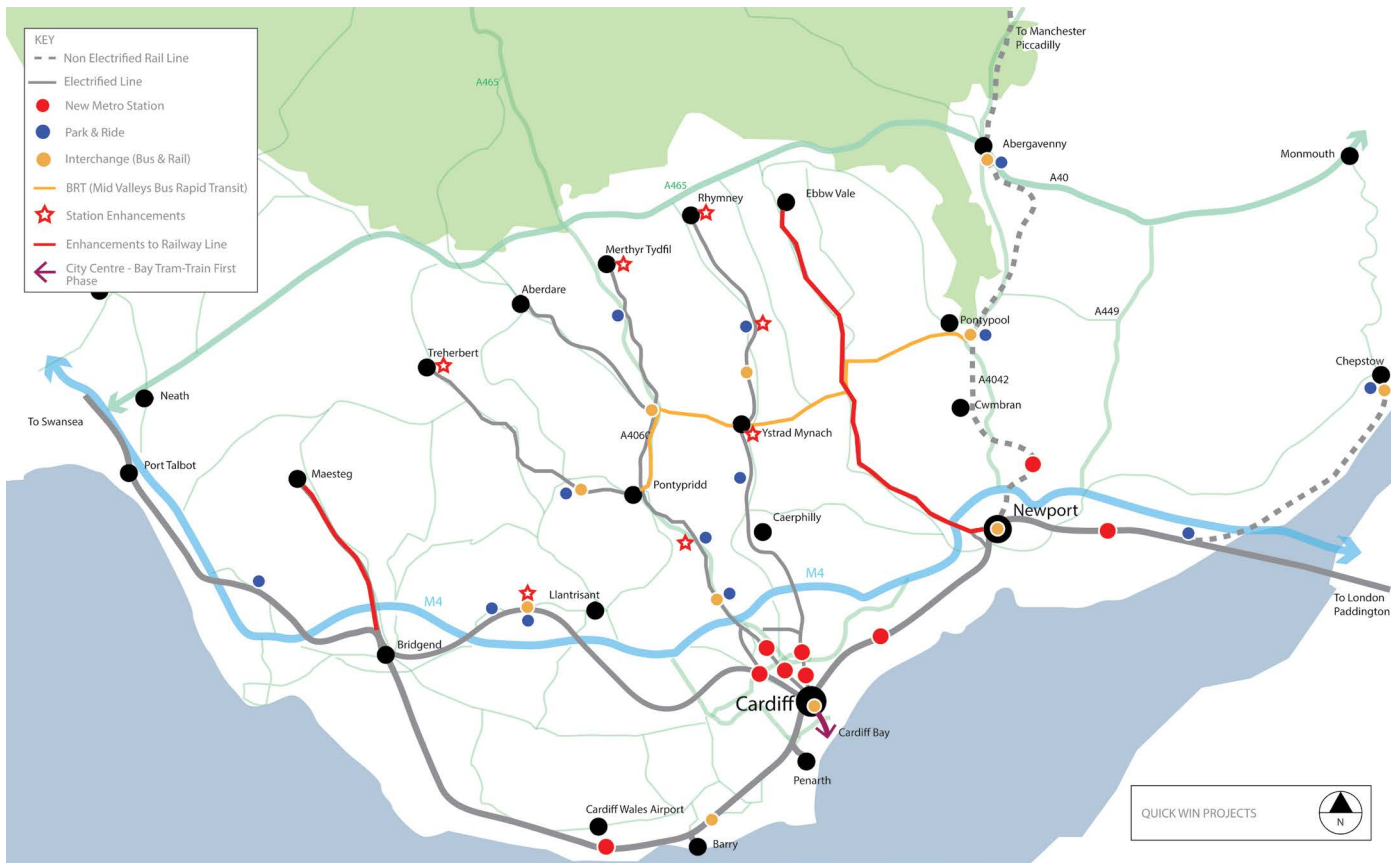 KEY
Non Electrified Rail Line
Electrified Line
New Metro Station
Park & Ride
Interchange (Bus & Rail)
BRT (Mid Valleys Bus Rapid Transit)
Station Enhancements
Enhancements to Railway Line
City Centre - Bay Tram-Train First
Phase
To Manchester
Piccadilly
A465
Abergavenny
Monmouth
A40
A465
Rhymney
Ebbw Vale
Merthyr Tydfil
Aberdare
A449
Pontypool
Treherbert
Chepstow
A4042
Neath
Cwmbran
To Swansea
A4060
Ystrad Mynach
Port Talbot
Maesteg
Pontypridd
Newport
Caerphilly
M4
M4
Llantrisant
To London
Paddington
Bridgend
Cardiff
Cardiff Bay
Penarth
Cardiff Wales Airport
Barry
QUICK WIN PROJECTS
N